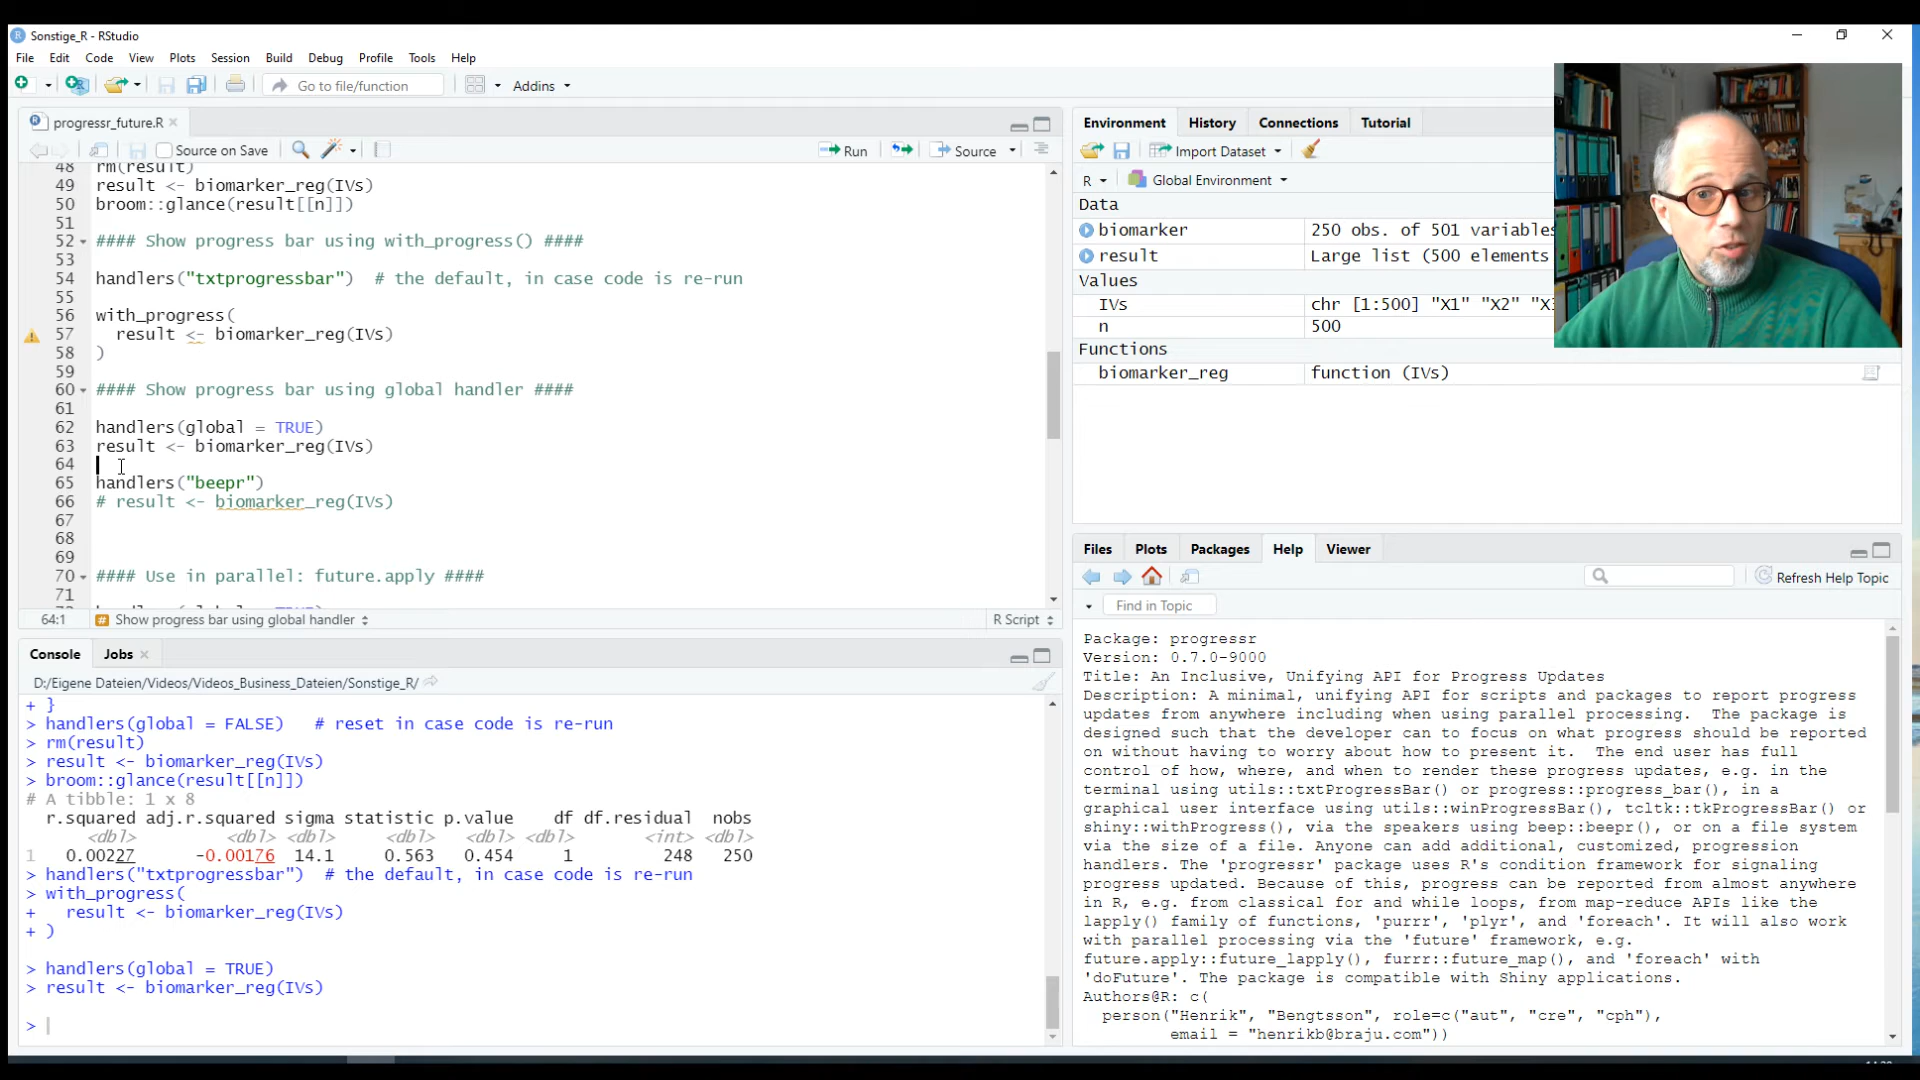 Sonstige_R - RStudio
File Edit Code View Plots Session Build Debug Profile Tools Help
Go to file/function Addins
progressr_future.R
Source on Save Run Source
48 rm(result)
49 result <- biomarker_reg(IVs)
50 broom::glance(result[[n]])
51
52 #### Show progress bar using with_progress() ####
53
54 handlers("txtprogressbar")  # the default, in case code is re-run
55
56 with_progress(
57   result <- biomarker_reg(IVs)
58 )
59
60 #### Show progress bar using global handler ####
61
62 handlers(global = TRUE)
63 result <- biomarker_reg(IVs)
64
65 handlers("beepr")
66 # result <- biomarker_reg(IVs)
67
68
69
70 #### Use in parallel: future.apply ####
71
64:1 # Show progress bar using global handler R Script
Console Jobs
D:/Eigene Dateien/Videos/Videos_Business_Dateien/Sonstige_R/
+ }
> handlers(global = FALSE)   # reset in case code is re-run
> rm(result)
> result <- biomarker_reg(IVs)
> broom::glance(result[[n]])
# A tibble: 1 x 8
r.squared adj.r.squared sigma statistic p.value df df.residual nobs
<dbl> <dbl> <dbl> <dbl> <dbl> <dbl> <int> <dbl>
1 0.00227 -0.00176 14.1 0.563 0.454 1 248 250
> handlers("txtprogressbar")  # the default, in case code is re-run
> with_progress(
+   result <- biomarker_reg(IVs)
+ )
> handlers(global = TRUE)
> result <- biomarker_reg(IVs)
>
Environment History Connections Tutorial
Import Dataset
R Global Environment
Data
biomarker 250 obs. of 501 variables
result Large list (500 elements
Values
IVs chr [1:500] "X1" "X2"
n 500
Functions
biomarker_reg function (IVs)
Files Plots Packages Help Viewer
Refresh Help Topic
Find in Topic
Package: progressr
Version: 0.7.0-9000
Title: An Inclusive, Unifying API for Progress Updates
Description: A minimal, unifying API for scripts and packages to report progress
updates from anywhere including when using parallel processing.  The package is
designed such that the developer can to focus on what progress should be reported
on without having to worry about how to present it.  The end user has full
control of how, where, and when to render these progress updates, e.g. in the
terminal using utils::txtProgressBar() or progress::progress_bar(), in a
graphical user interface using utils::winProgressBar(), tcltk::tkProgressBar() or
shiny::withProgress(), via the speakers using beep::beepr(), or on a file system
via the size of a file. Anyone can add additional, customized, progression
handlers. The 'progressr' package uses R's condition framework for signaling
progress updated. Because of this, progress can be reported from almost anywhere
in R, e.g. from classical for and while loops, from map-reduce APIs like the
lapply() family of functions, 'purrr', 'plyr', and 'foreach'. It will also work
with parallel processing via the 'future' framework, e.g.
future.apply::future_lapply(), furrr::future_map(), and 'foreach' with
'doFuture'. The package is compatible with Shiny applications.
Authors@R: c(
person("Henrik", "Bengtsson", role=c("aut", "cre", "cph"),
email = "henrikb@braju.com"))